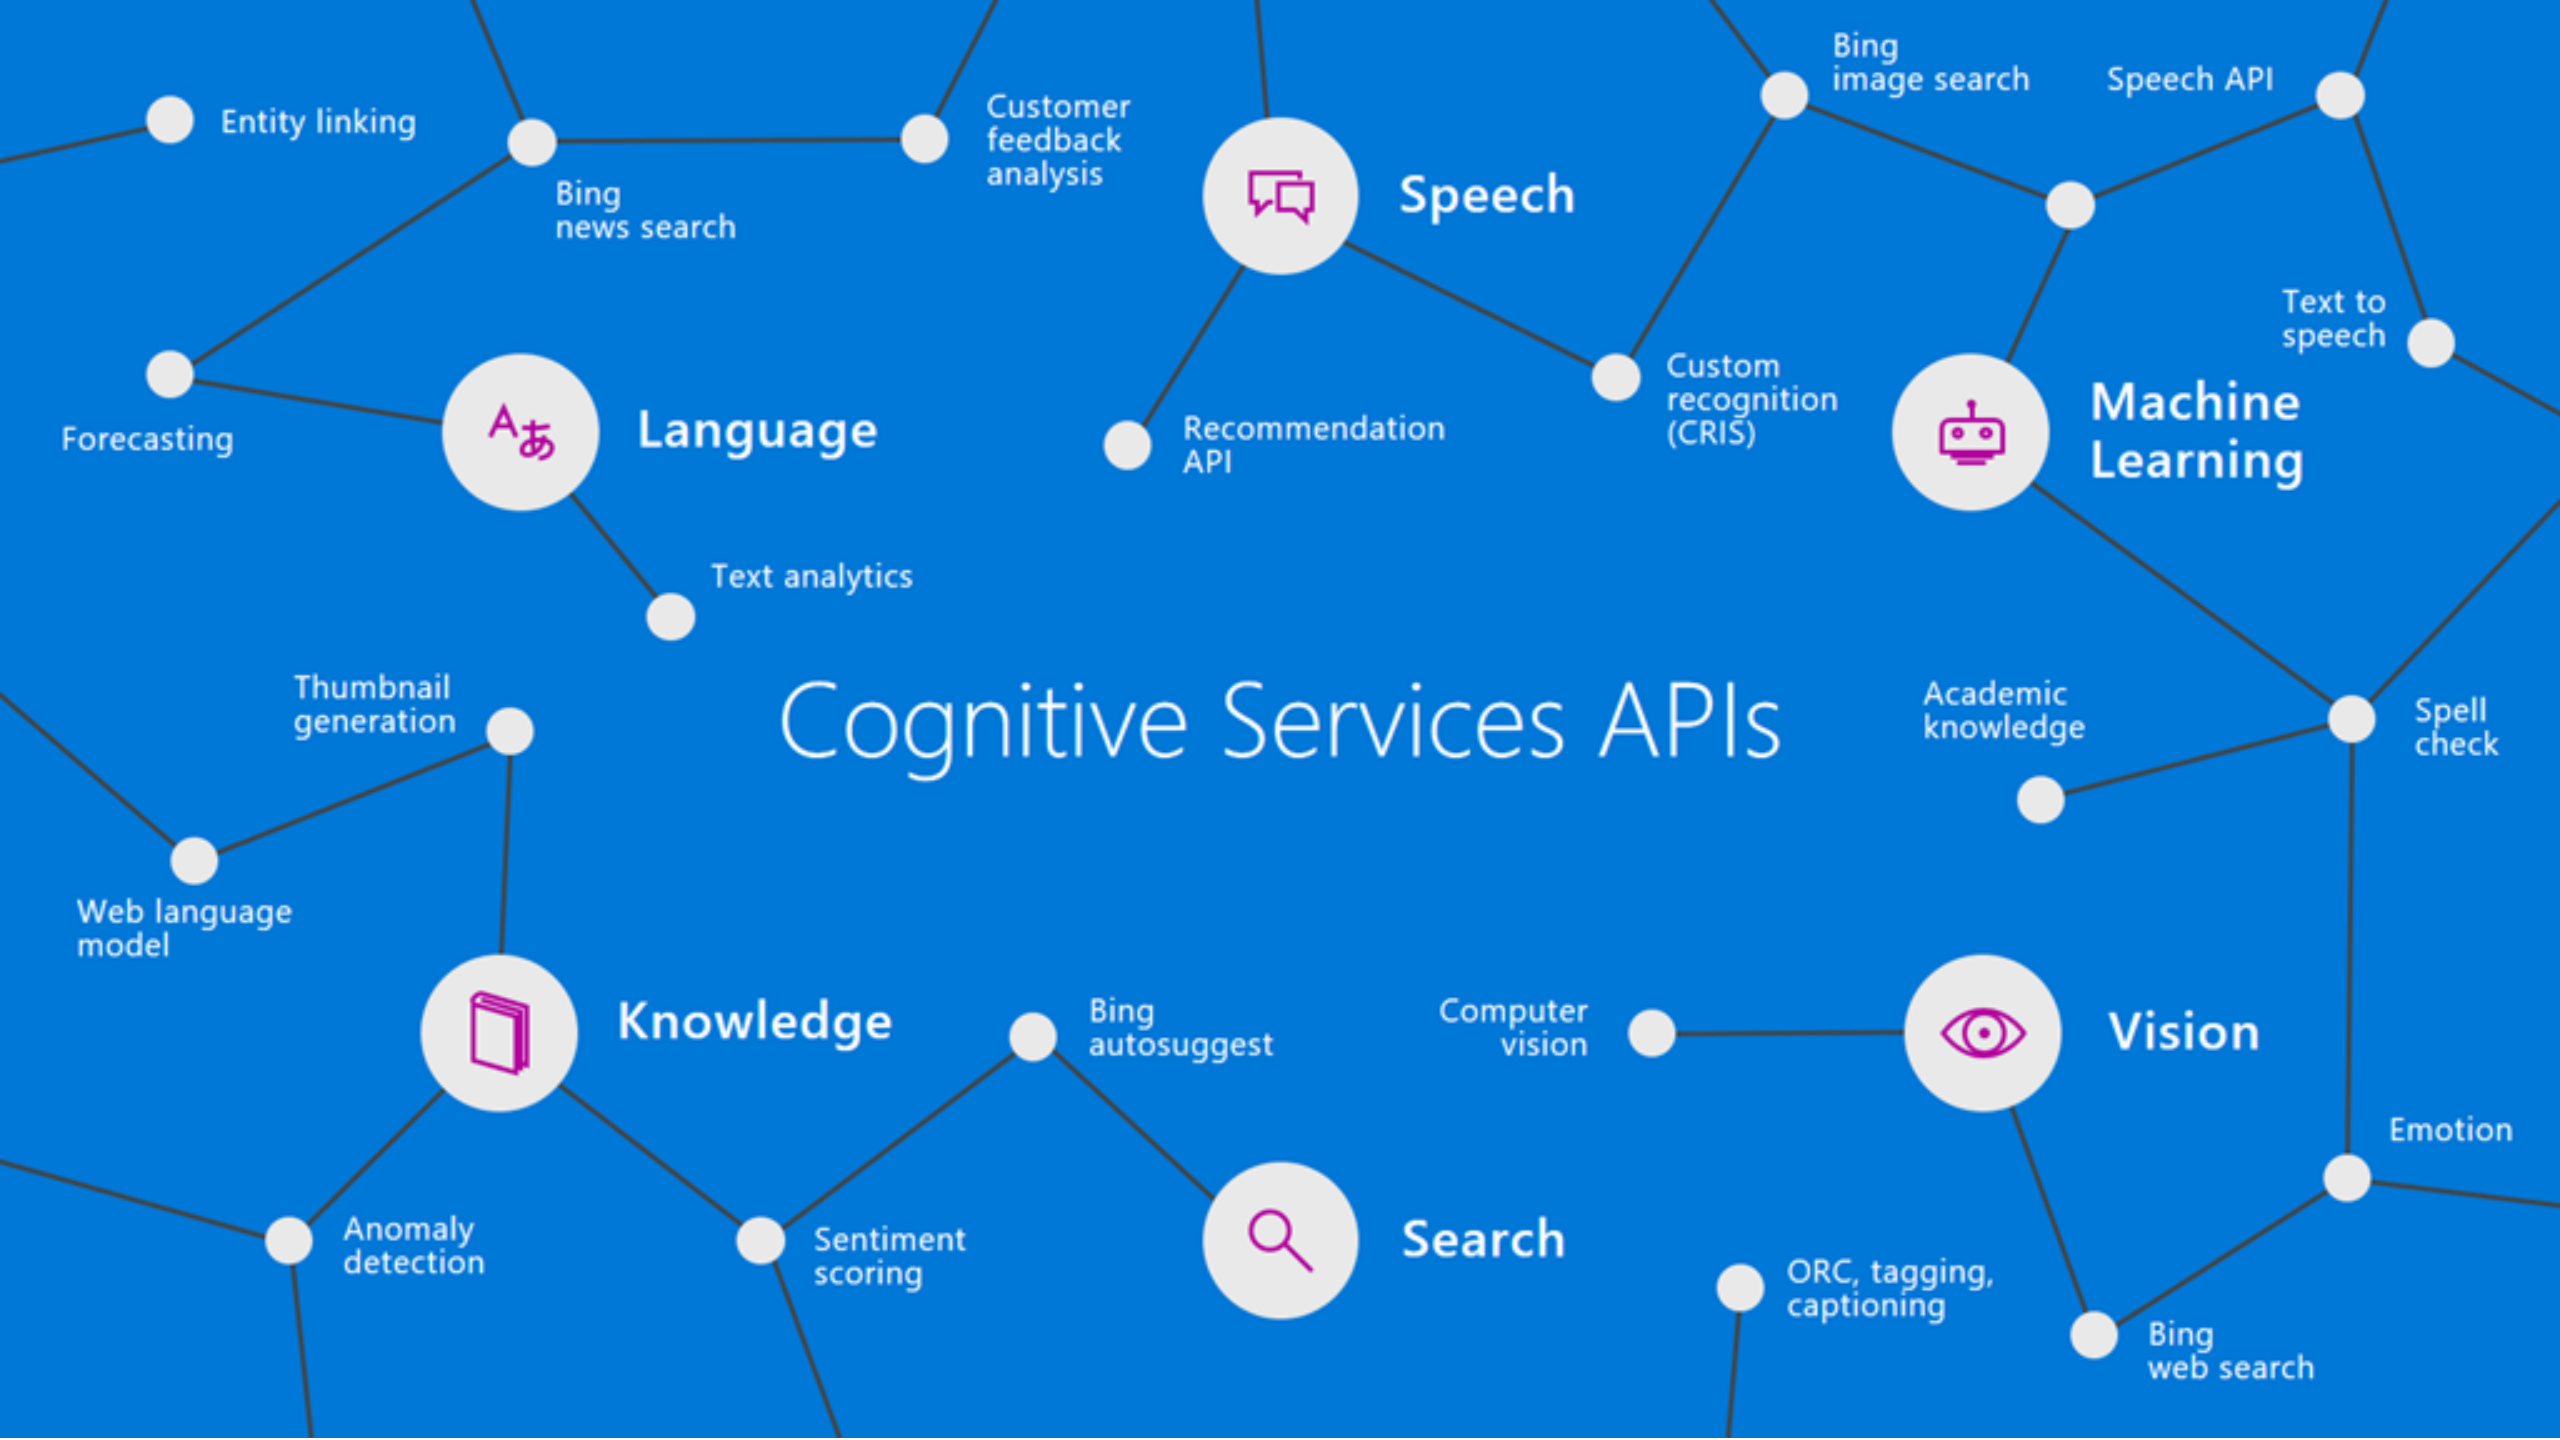 Entity linking
Bing
news search
Customer
feedback
analysis
Speech
Bing
image search
Speech API
Text to
speech
Forecasting
Aあ
Language
Recommendation
API
Custom
recognition
(CRIS)
Machine
Learning
Text analytics
Thumbnail
generation
Cognitive Services APIs
Academic
knowledge
Spell
check
Web language
model
Knowledge
Bing
autosuggest
Computer
vision
Vision
Emotion
Anomaly
detection
Sentiment
scoring
Search
ORC, tagging,
captioning
Bing
web search